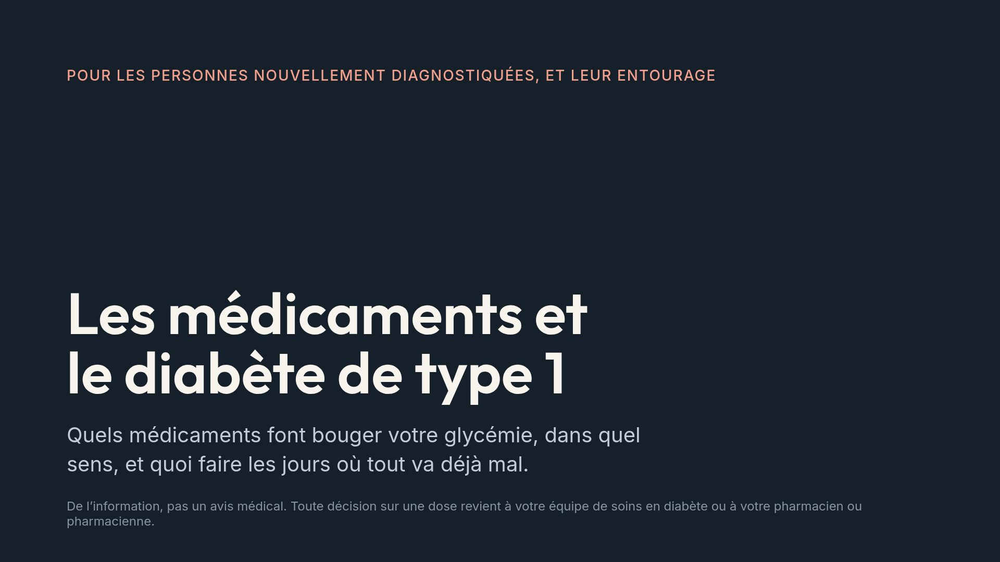 POUR LES PERSONNES NOUVELLEMENT DIAGNOSTIQUÉES, ET LEUR ENTOURAGE
Les médicaments et
le diabète de type 1
Quels médicaments font bouger votre glycémie, dans quel
sens, et quoi faire les jours où tout va déjà mal.
De l’information, pas un avis médical. Toute décision sur une dose revient à votre équipe de soins en diabète ou à votre pharmacien ou
pharmacienne.